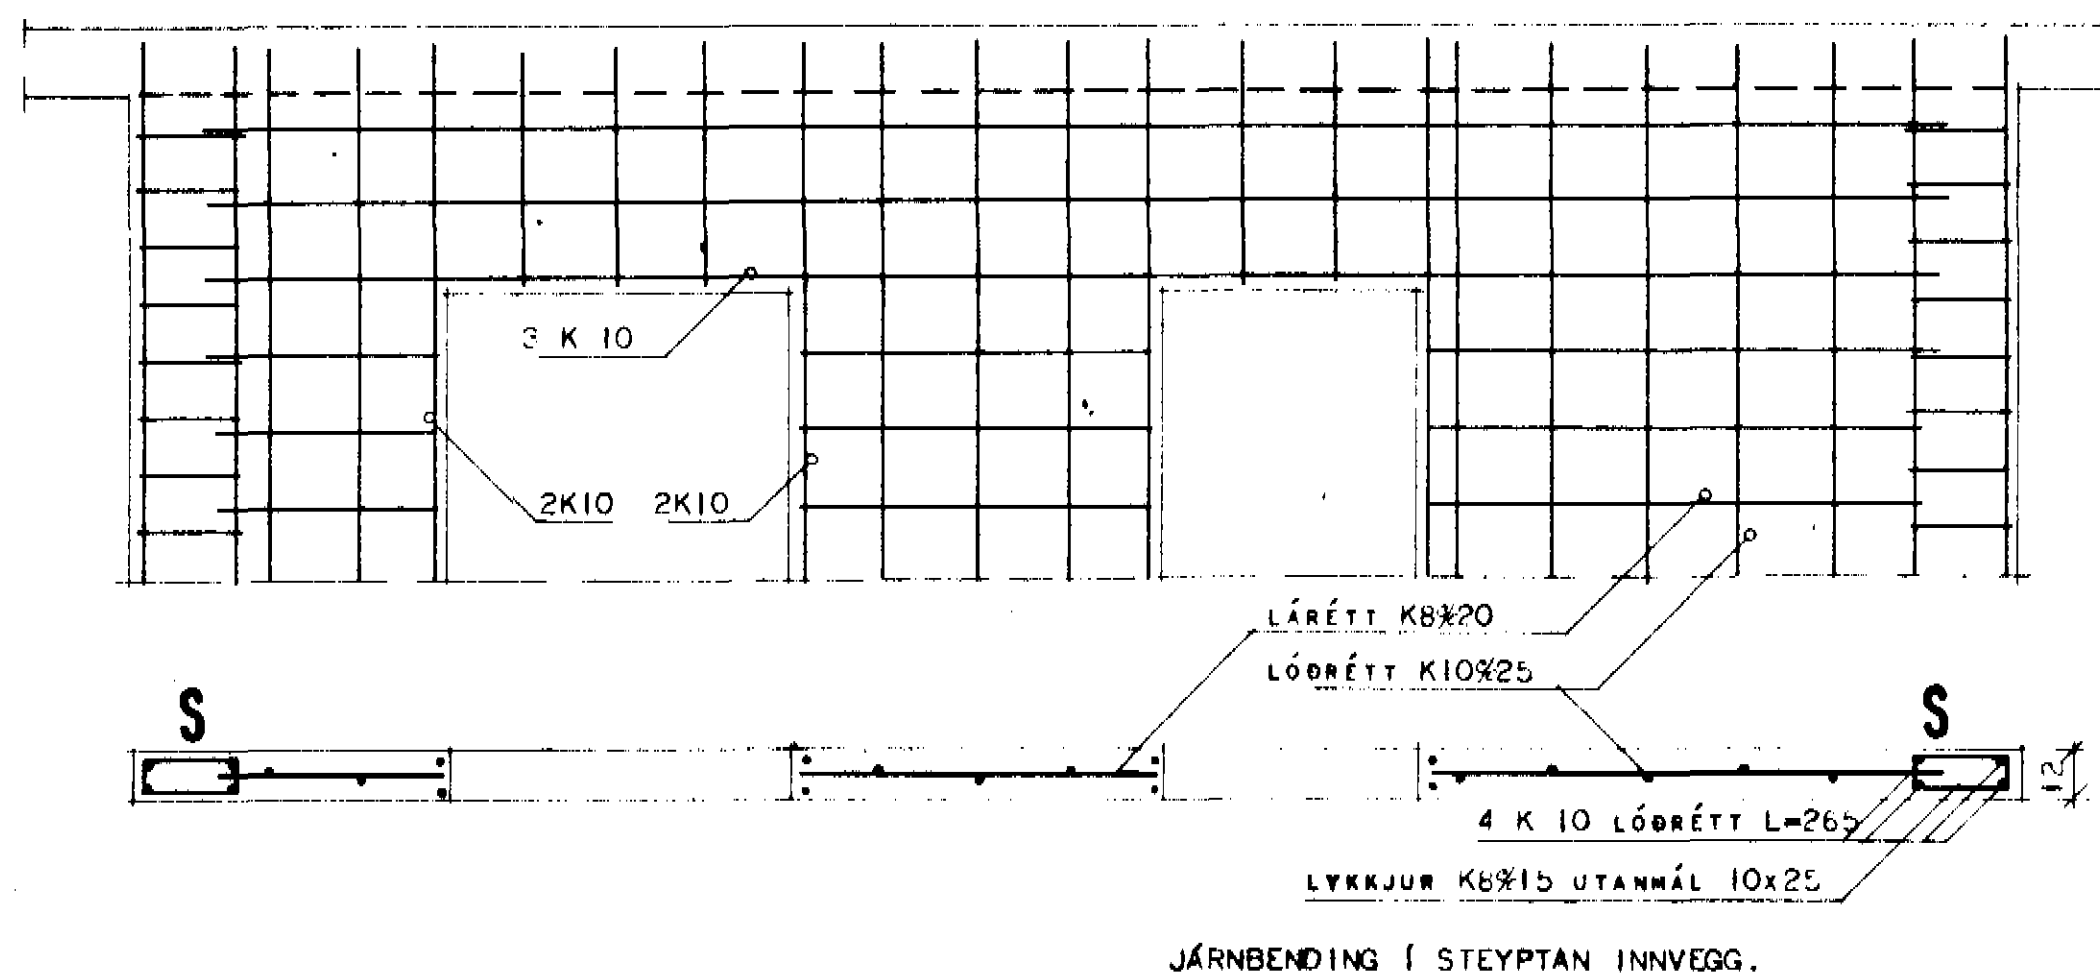 3 K 10
2K10 2K10
LÁRÉTT K8%20
LÓÐRÉTT K10%25
S S
12
4 K 10 LÓÐRÉTT L=265
LYKKJUR K8%15 UTANMÁL 10x25
JÁRNBENDING Í STEYPTAN INNVEGG.